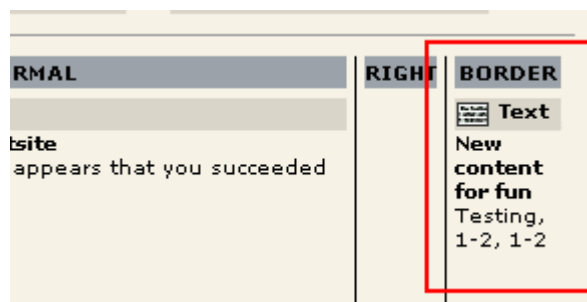 RMAL
tsite
appears that you succeeded
RIGHT
BORDER
Text
New
content
for fun
Testing,
1-2, 1-2